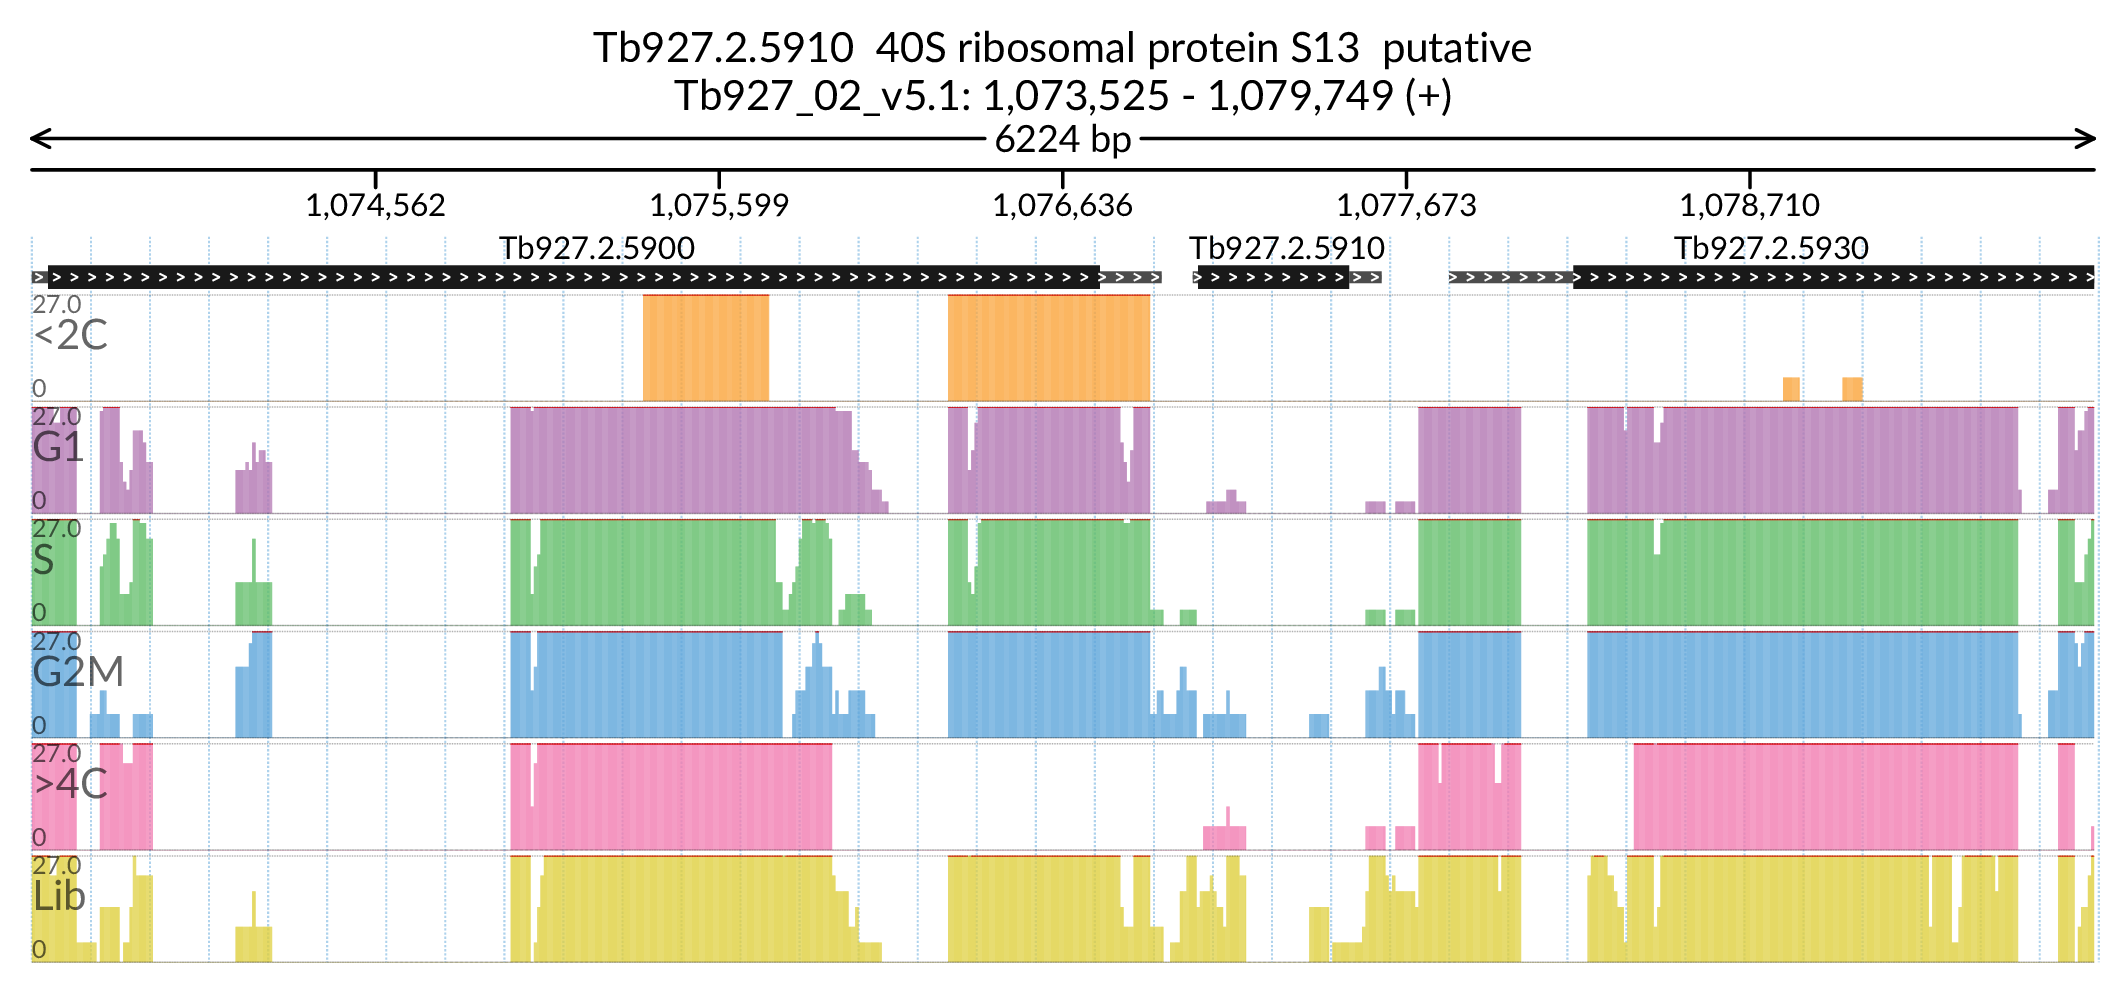 Tb927.2.5910  40S ribosomal protein S13  putative
Tb927_02_v5.1: 1,073,525 - 1,079,749 (+)
6224 bp
1,074,562 1,075,599 1,076,636 1,077,673 1,078,710
Tb927.2.5900 Tb927.2.5910 Tb927.2.5930
27.0
<2C
0
27.0
G1
0
27.0
S
0
27.0
G2M
0
27.0
>4C
0
27.0
Lib
0